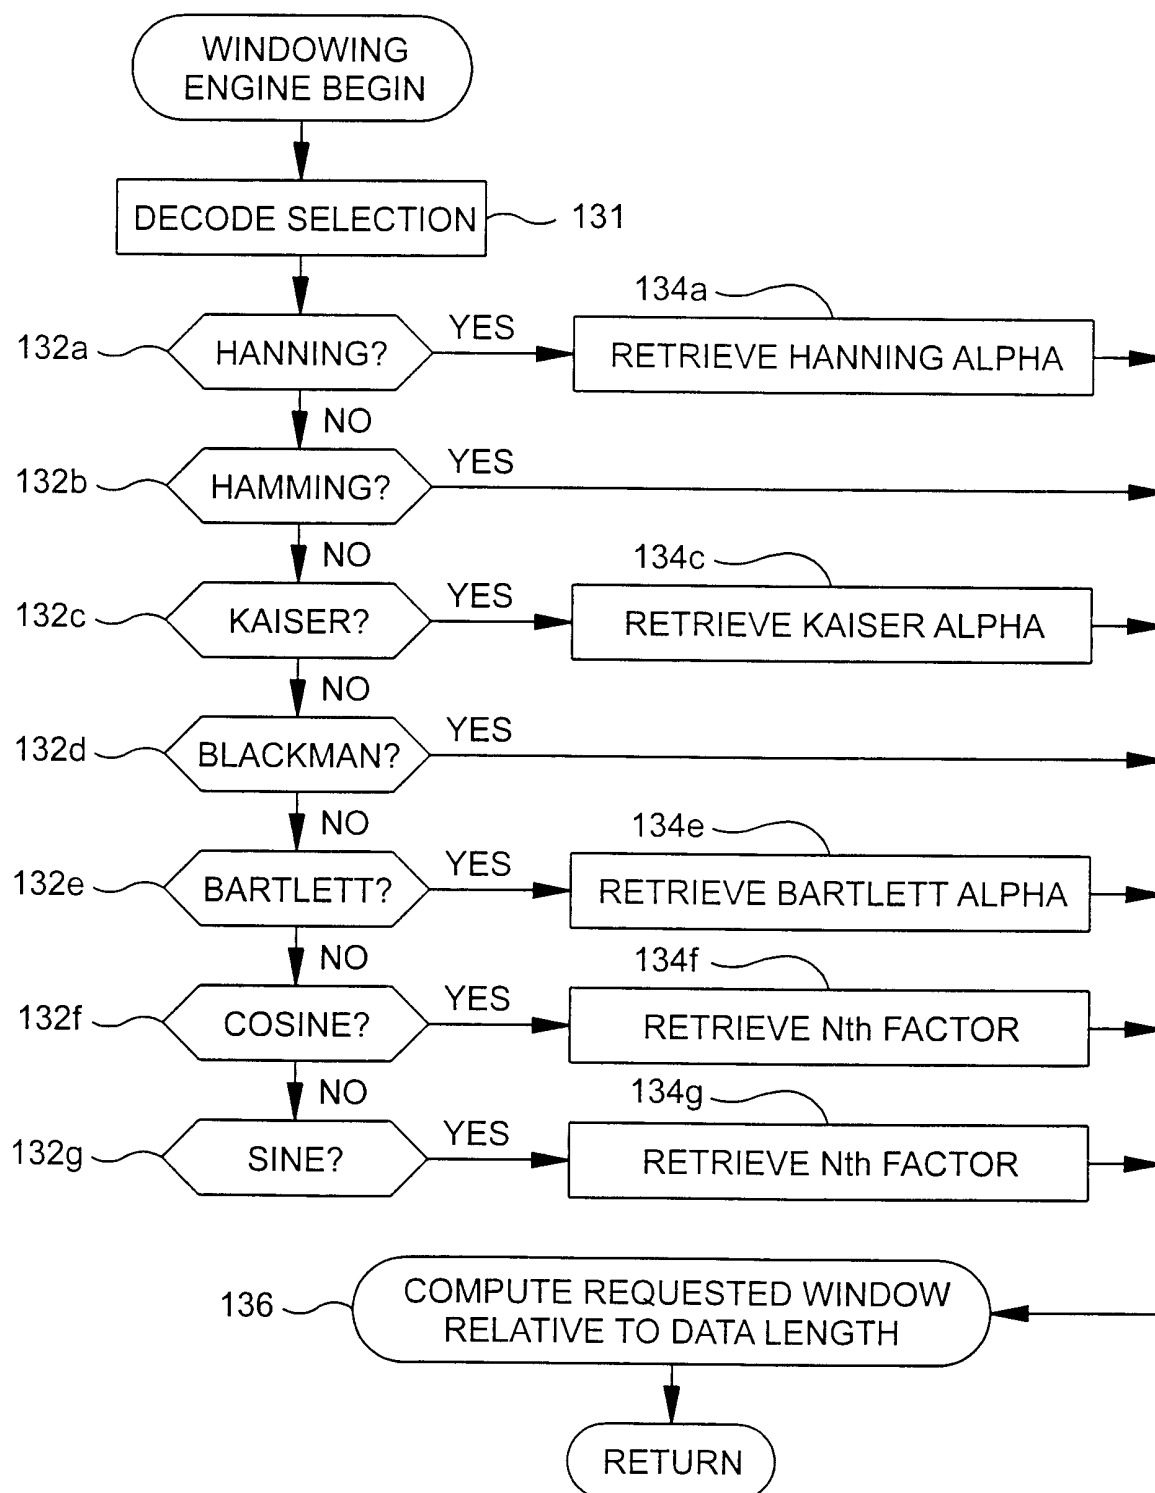 WINDOWING
ENGINE BEGIN
DECODE SELECTION
131
134a
132a
HANNING?
YES
RETRIEVE HANNING ALPHA
NO
132b
HAMMING?
YES
NO
134c
132c
KAISER?
YES
RETRIEVE KAISER ALPHA
NO
132d
BLACKMAN?
YES
NO
134e
132e
BARTLETT?
YES
RETRIEVE BARTLETT ALPHA
NO
134f
132f
COSINE?
YES
RETRIEVE Nth FACTOR
NO
134g
132g
SINE?
YES
RETRIEVE Nth FACTOR
136
COMPUTE REQUESTED WINDOW
RELATIVE TO DATA LENGTH
RETURN